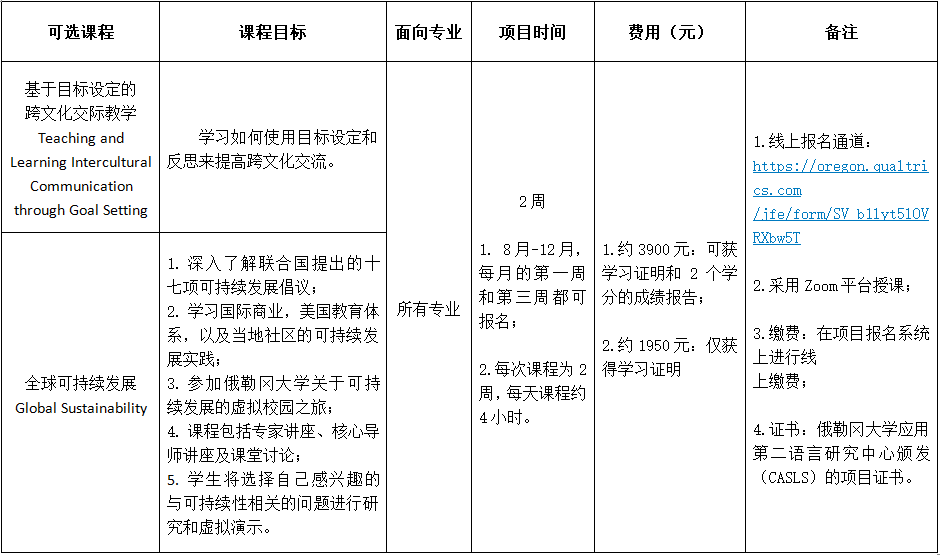 可选课程
课程目标
面向专业
项目时间
费用（元）
备注
基于目标设定的
跨文化交际教学
Teaching and
Learning Intercultural
Communication
through Goal Setting
学习如何使用目标设定和
反思来提高跨文化交流。
全球可持续发展
Global Sustainability
1. 深入了解联合国提出的十
七项可持续发展倡议；
2. 学习国际商业，美国教育体
系，以及当地社区的可持续发
展实践；
3. 参加俄勒冈大学关于可持
续发展的虚拟校园之旅；
4. 课程包括专家讲座、核心导
师讲座及课堂讨论；
5. 学生将选择自己感兴趣的
与可持续性相关的问题进行研
究和虚拟演示。
所有专业
2周
1. 8月-12月，
每月的第一周
和第三周都可
报名；
2.每次课程为2
周，每天课程约
4小时。
1.约3900元：可获
学习证明和 2 个学
分的成绩报告；
2.约1950元：仅获
得学习证明
1.线上报名通道：
https://oregon.qualtri
cs.com
/jfe/form/SV_b11yt51OV
RXbw5T
2.采用Zoom平台授课；
3.缴费：在项目报名系统
上进行线
上缴费；
4.证书：俄勒冈大学应用
第二语言研究中心颁发
（CASLS）的项目证书。